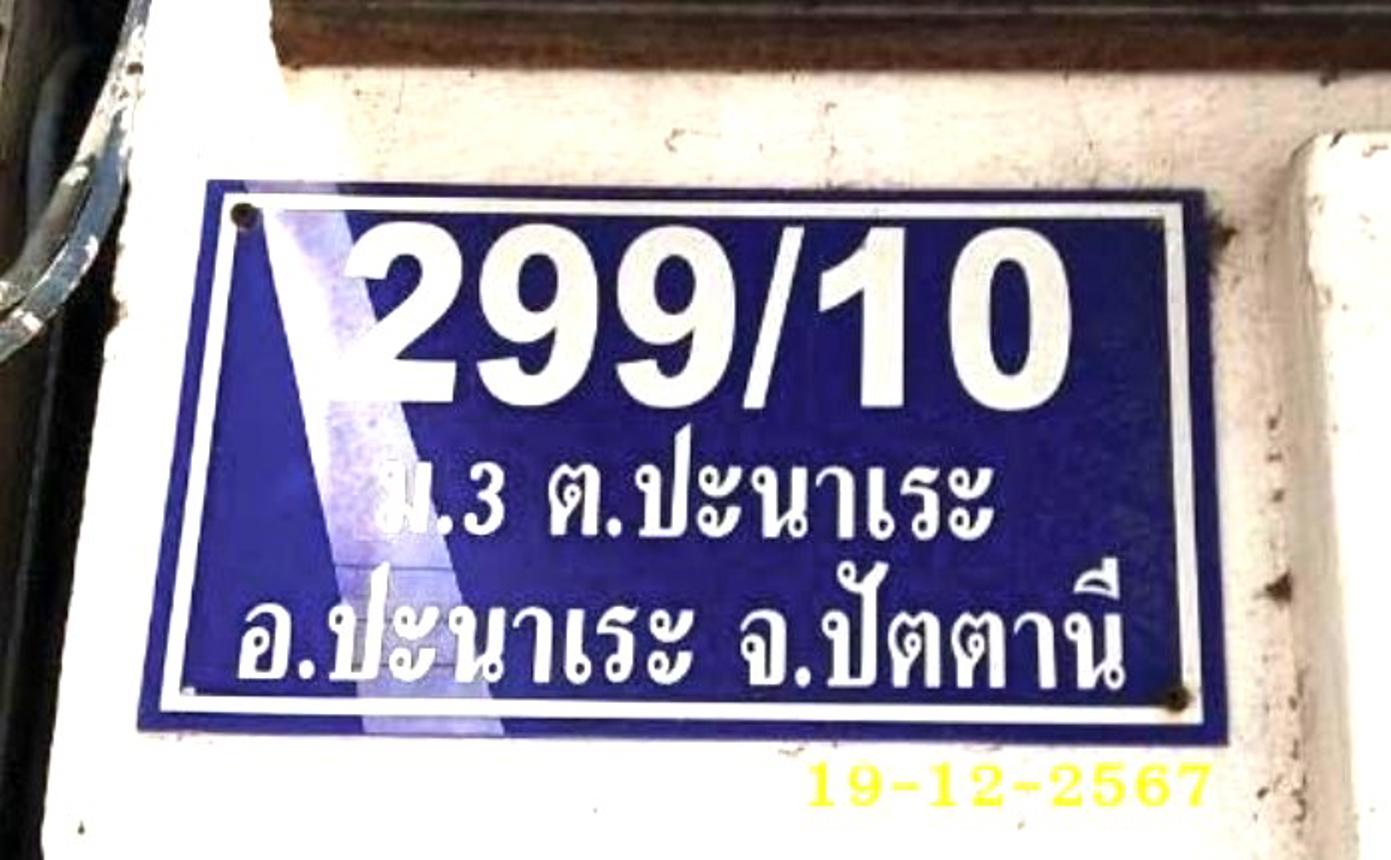 299/10
ม.3 ต.ปะนาเระ
อ.ปะนาเระ จ.ปัตตานี
19-12-2567